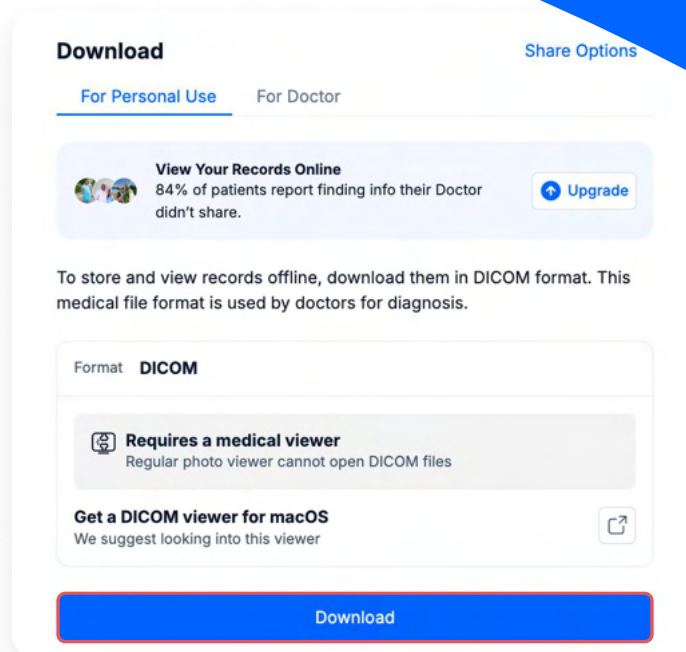 Download
Share Options
For Personal Use
For Doctor
View Your Records Online
84% of patients report finding info their Doctor
didn't share.
Upgrade
To store and view records offline, download them in DICOM format. This
medical file format is used by doctors for diagnosis.
Format DICOM
Requires a medical viewer
Regular photo viewer cannot open DICOM files
Get a DICOM viewer for macOS
We suggest looking into this viewer
Download